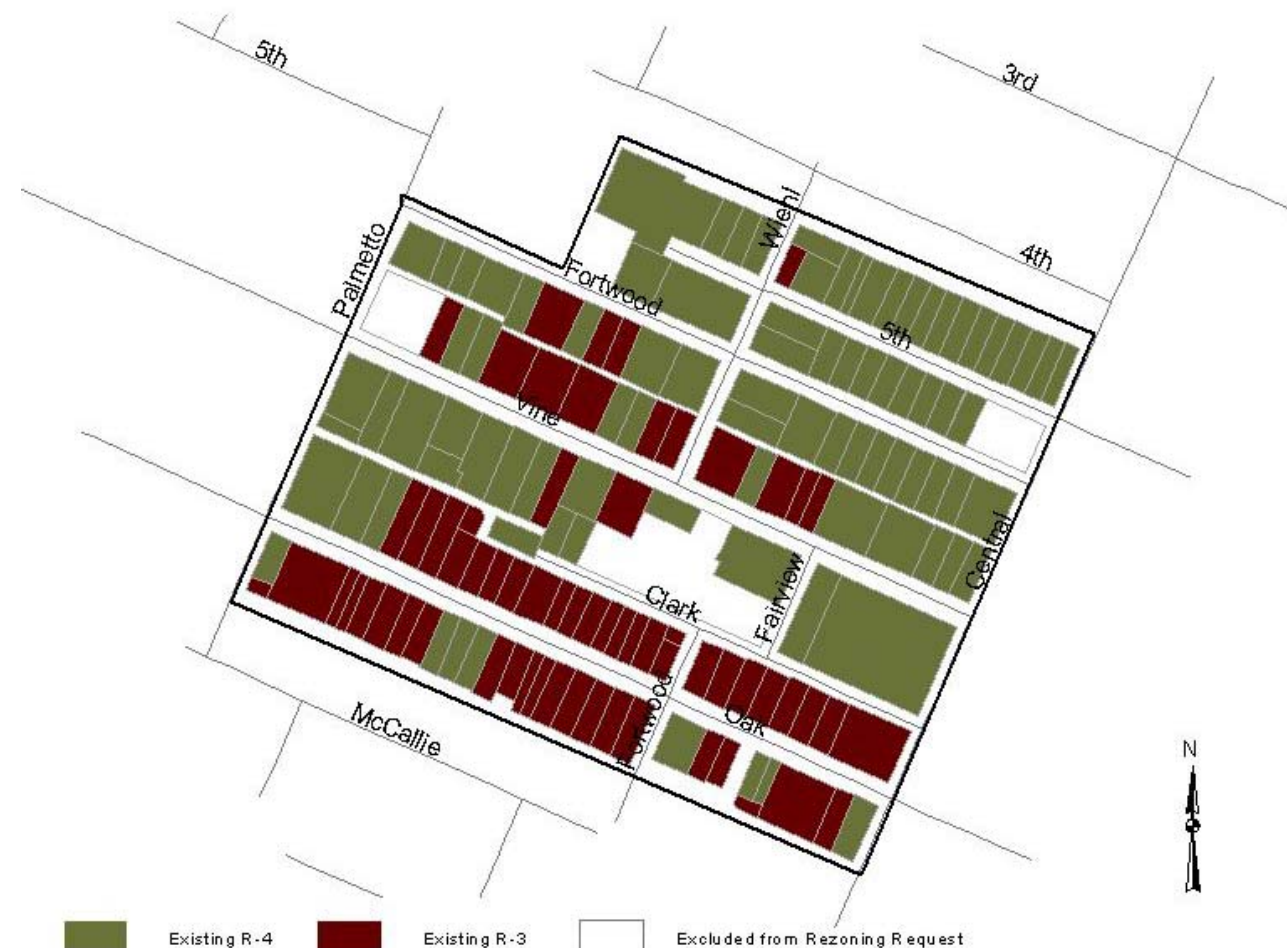 5th
3rd
Wiehl
4th
Palmetto
Fortwood
5th
Vine
Central
Clark
Fairview
Fortwood
Oak
McCallie
N
Existing R-4
Existing R-3
Excluded from Rezoning Request